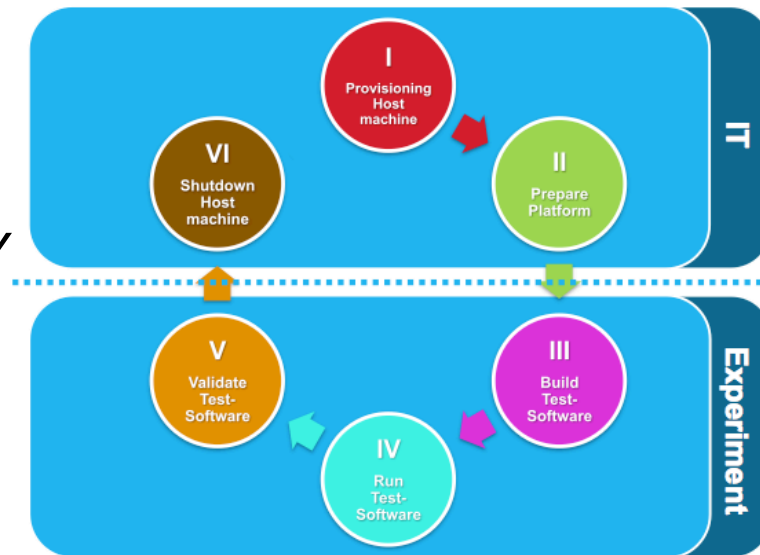 I
Provisioning
Host
machine
II
Prepare
Platform
VI
Shutdown
Host
machine
IT
III
Build
Test-
Software
IV
Run
Test-
Software
V
Validate
Test-
Software
Experiment